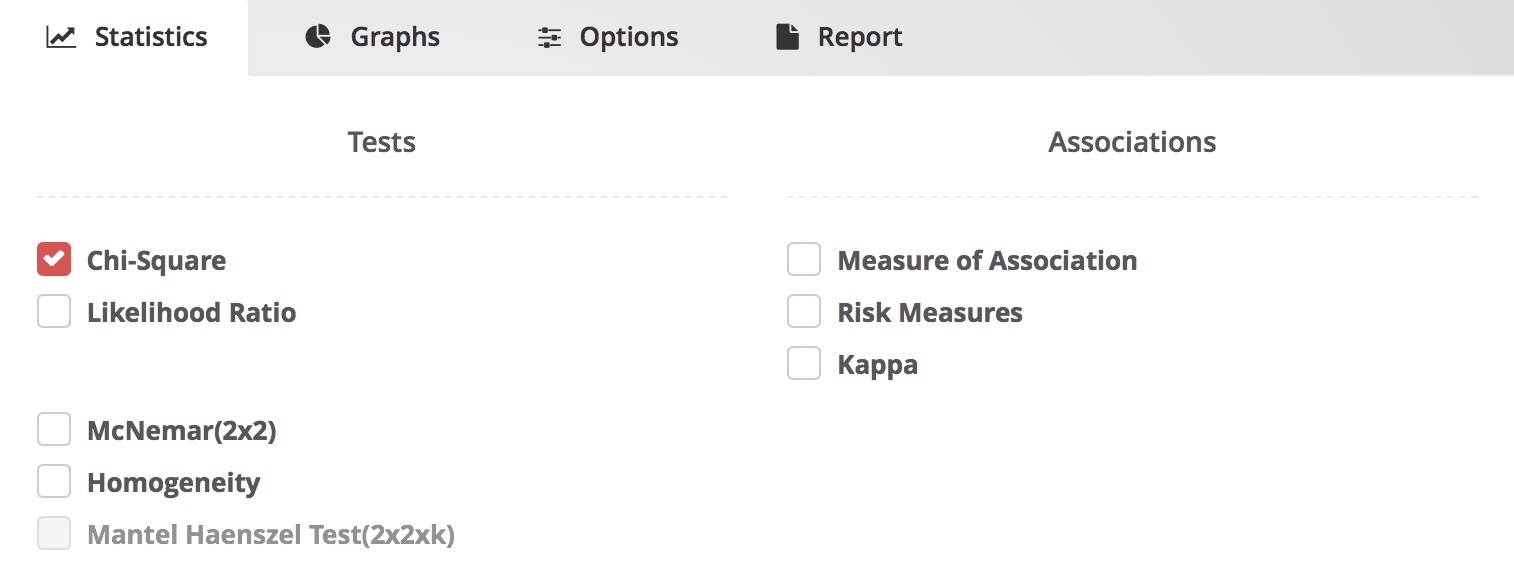 Statistics
Graphs
Options
Report
Tests
Associations
Chi-Square
Likelihood Ratio
McNemar(2x2)
Homogeneity
Mantel Haenszel Test(2x2xk)
Measure of Association
Risk Measures
Kappa